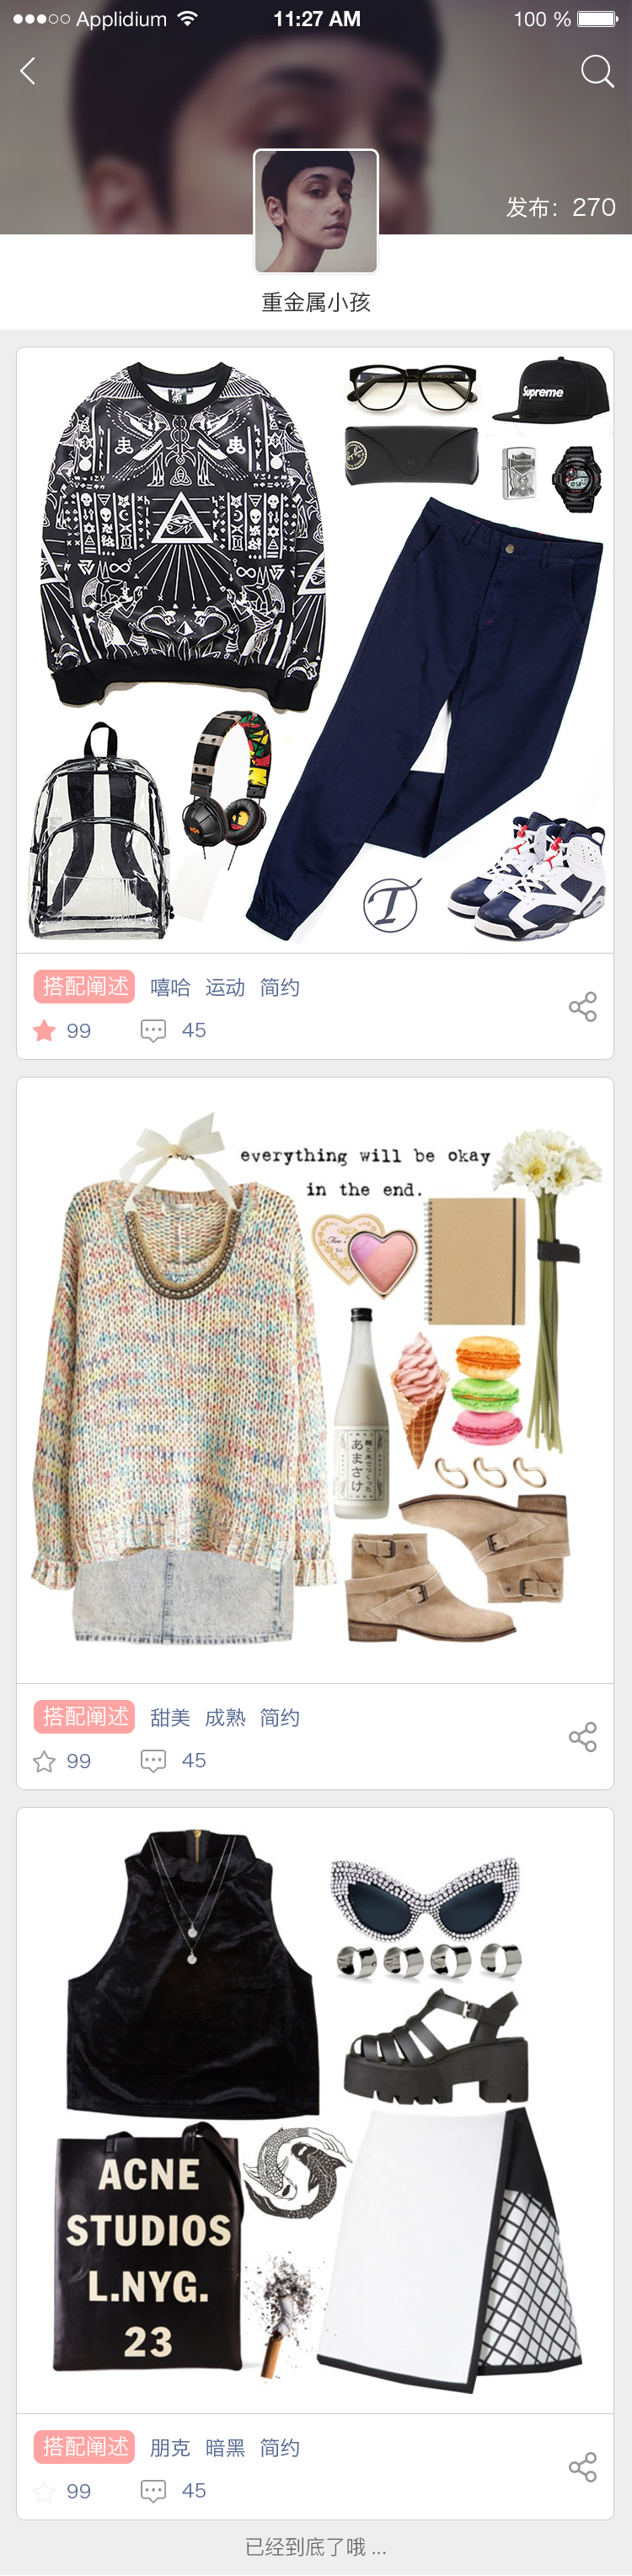 Applidium 11:27 AM 100 %
发布：270
重金属小孩
Supreme
搭配阐述 嘻哈 运动 简约
99 45
everything will be okay
in the end.
あまさけ
搭配阐述 甜美 成熟 简约
99 45
ACNE
STUDIOS
L.NYG.
23
搭配阐述 朋克 暗黑 简约
99 45
已经到底了哦 ...